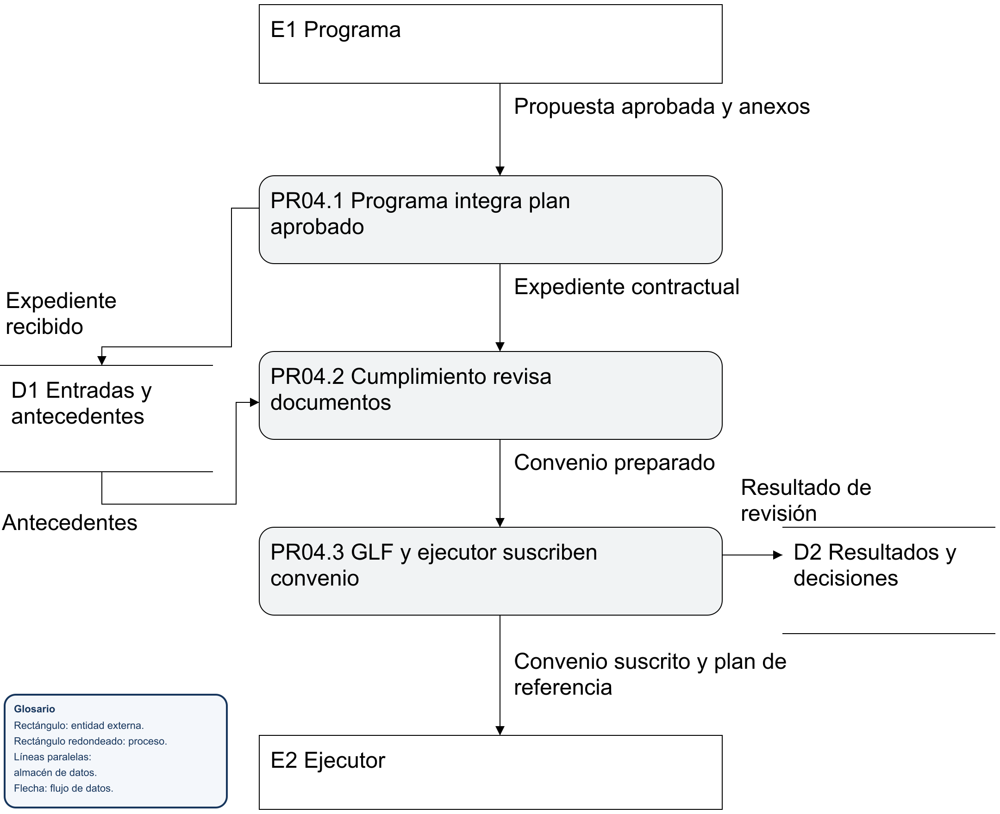 E1 Programa
Propuesta aprobada y anexos
PR04.1 Programa integra plan
aprobado
Expediente contractual
Expediente
recibido
D1 Entradas y
antecedentes
PR04.2 Cumplimiento revisa
documentos
Antecedentes
Convenio preparado
Resultado de
revisión
PR04.3 GLF y ejecutor suscriben
convenio
D2 Resultados y
decisiones
Convenio suscrito y plan de
referencia
Glosario
Rectángulo: entidad externa.
Rectángulo redondeado: proceso.
Líneas paralelas:
almacén de datos.
Flecha: flujo de datos.
E2 Ejecutor